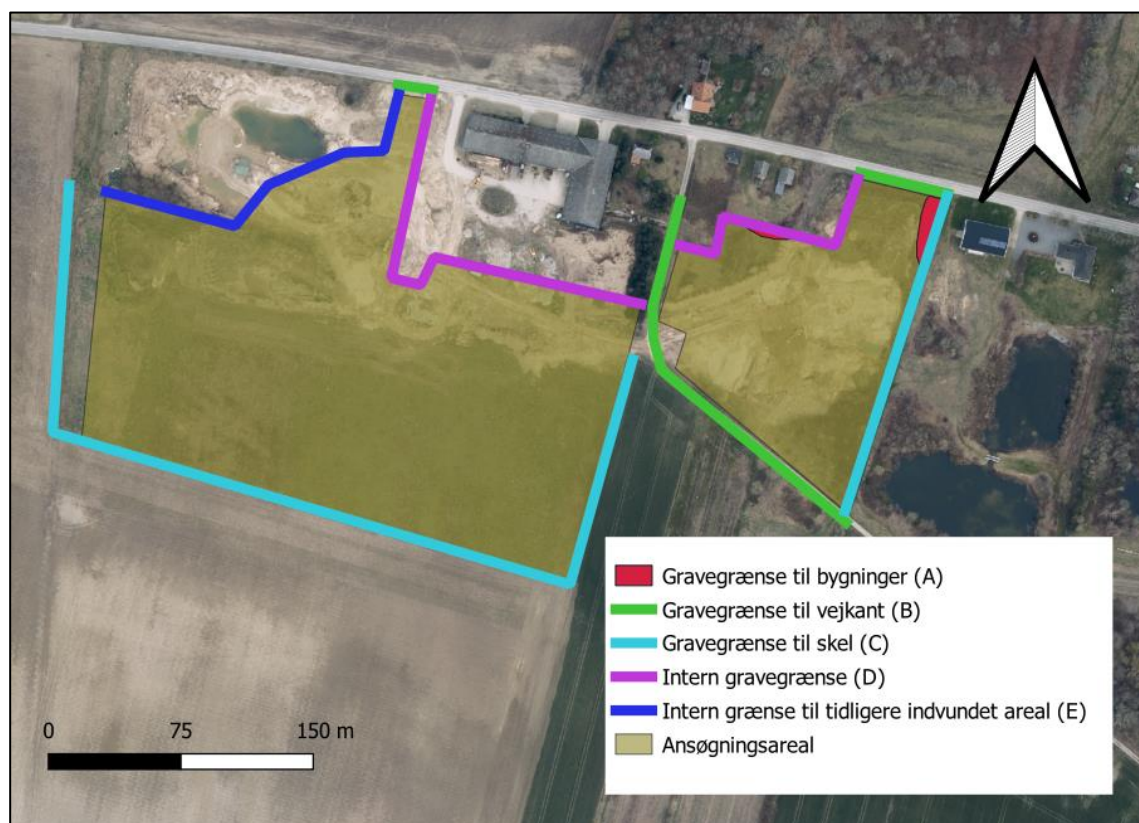 Gravegrænse til bygninger (A)
Gravegrænse til vejkant (B)
Gravegrænse til skel (C)
Intern gravegrænse (D)
Intern grænse til tidligere indvundet areal (E)
Ansøgningsareal
0 75 150 m